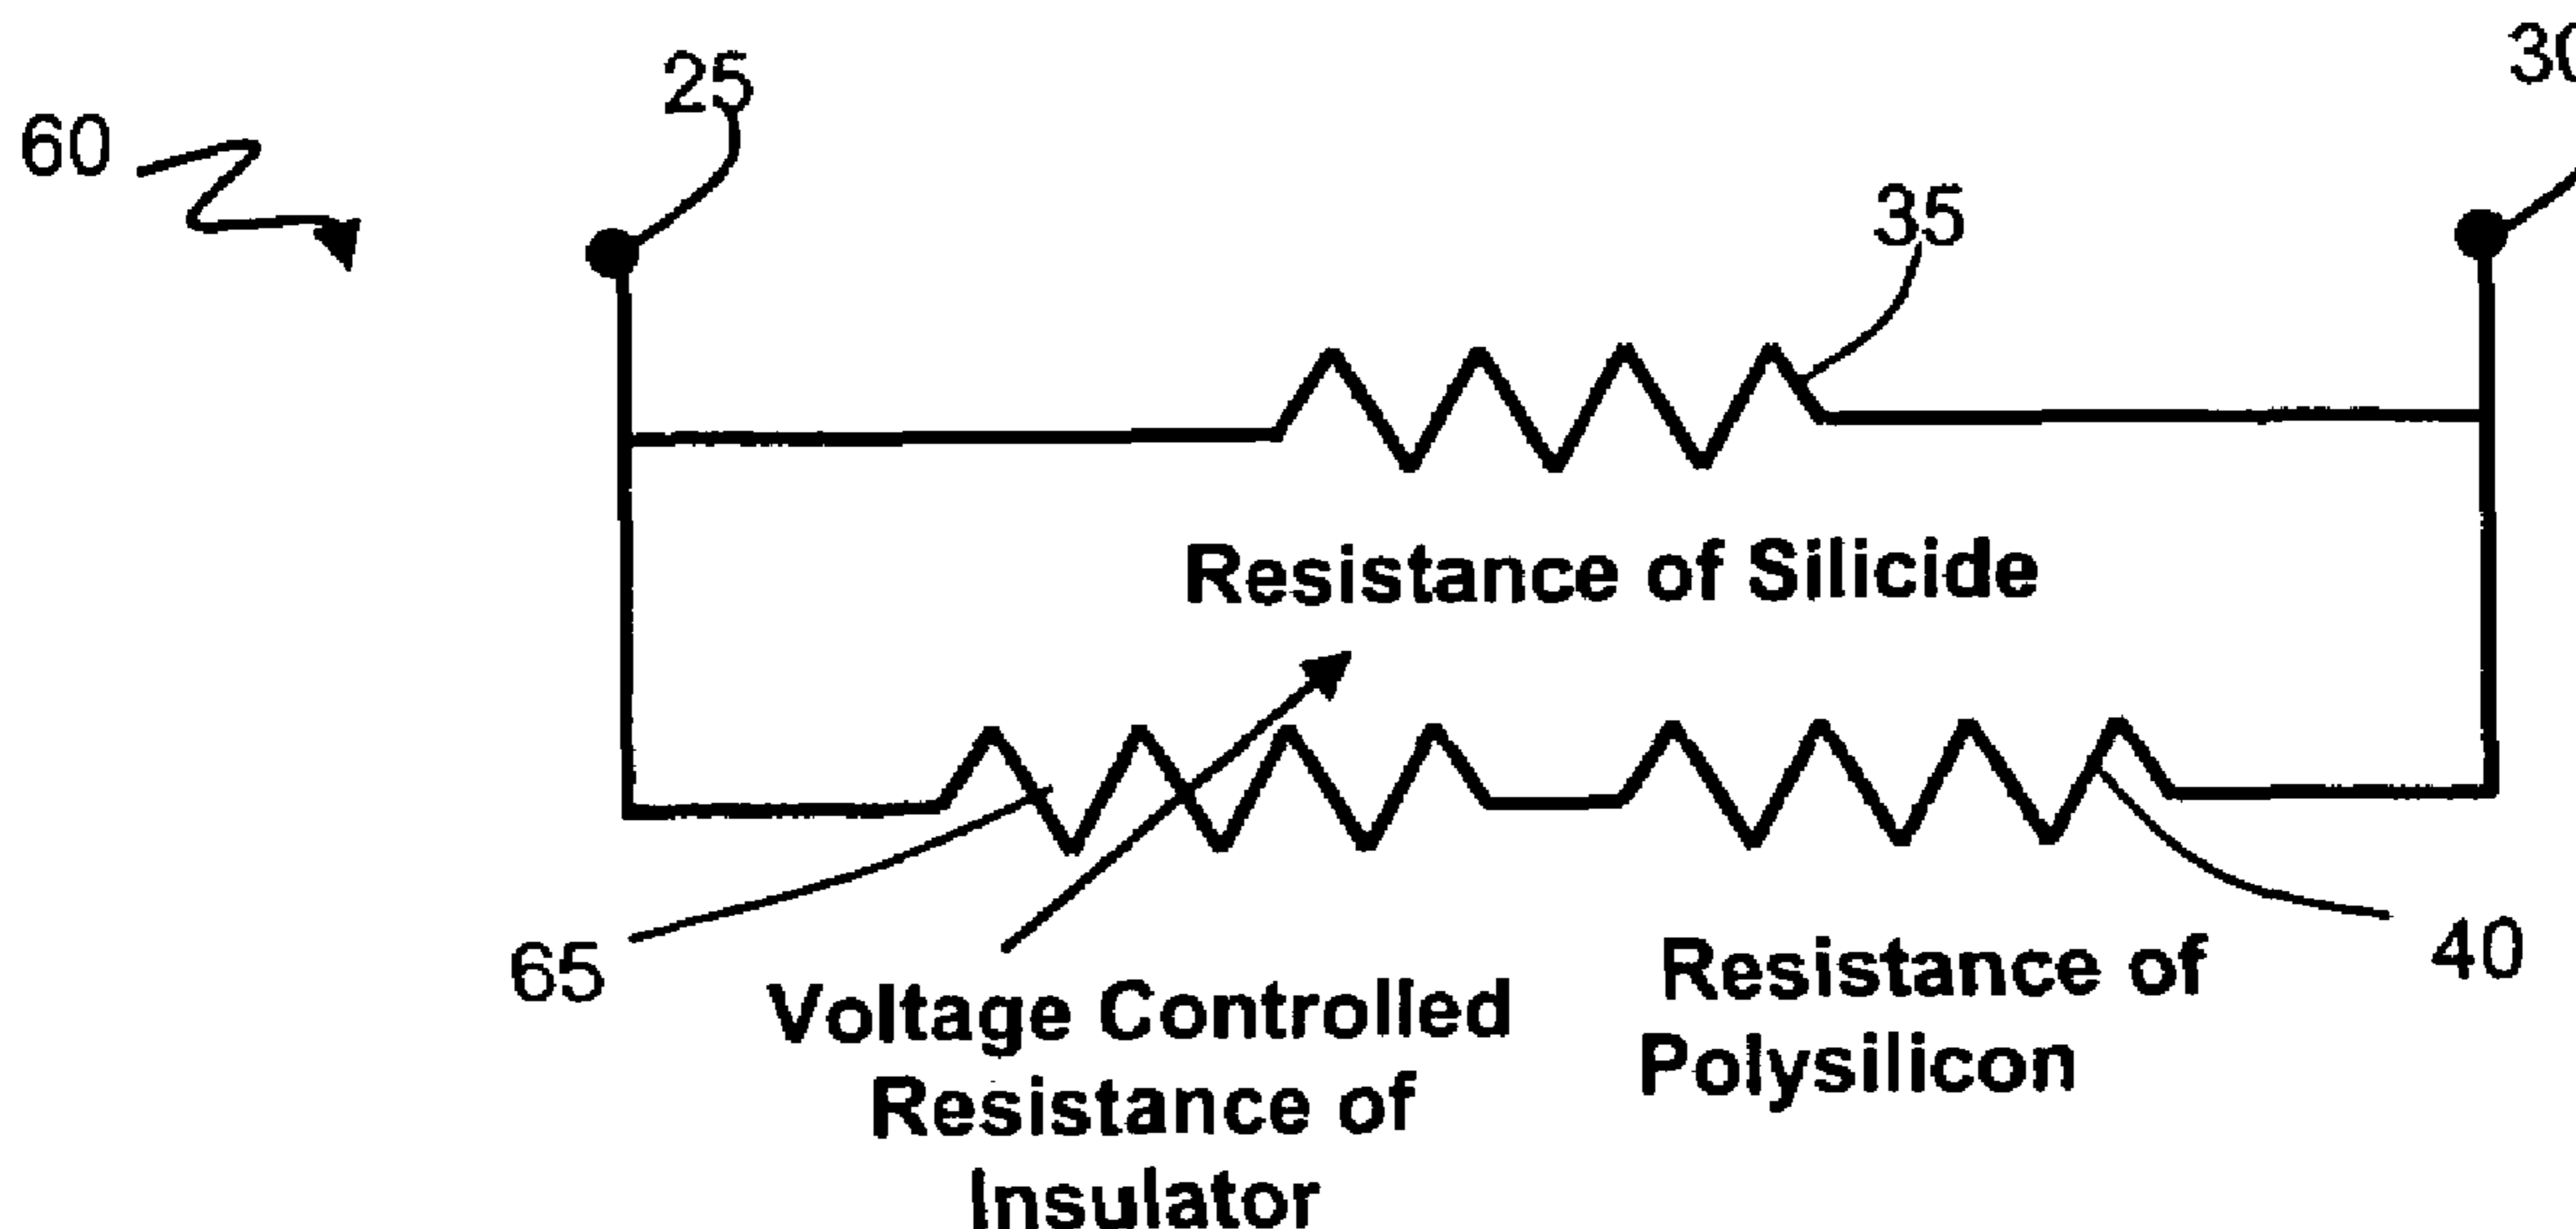 60
25
30
35
Resistance of Silicide
65
Voltage Controlled
Resistance of
Insulator
Resistance of
Polysilicon
40